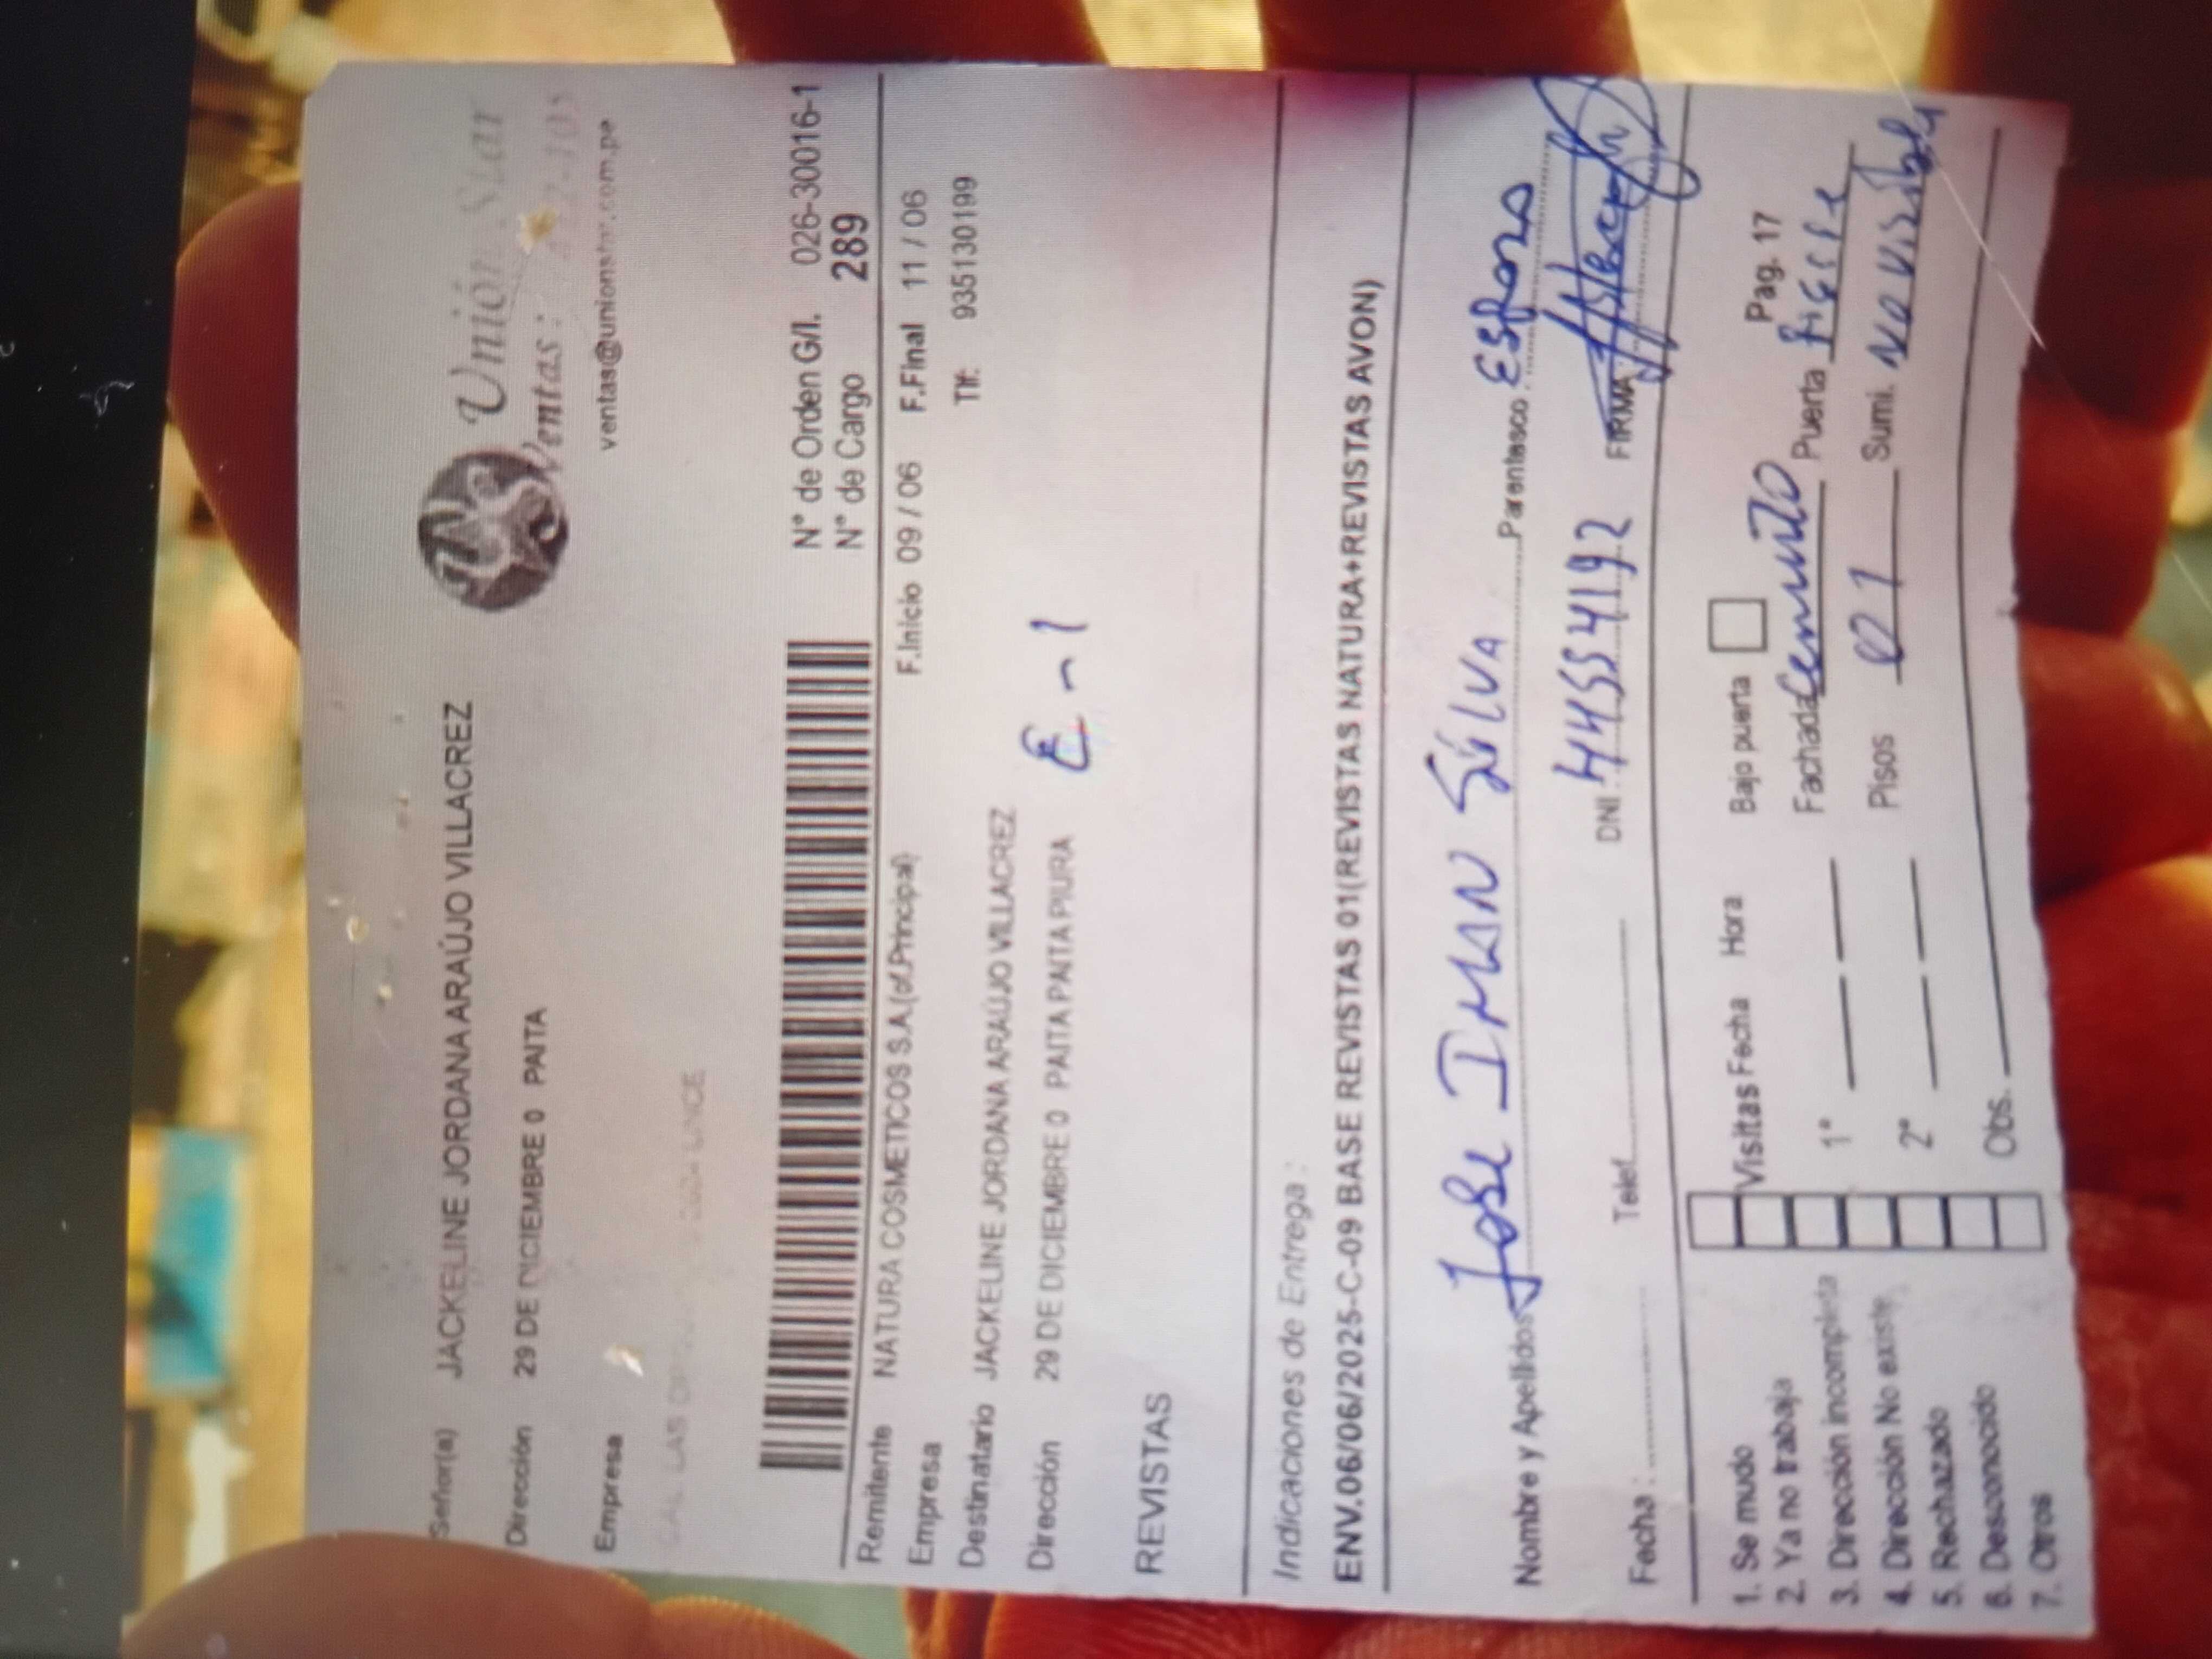 Señor(a) JACKELINE JORDANA ARAÚJO VILLACREZ
Unión Star
Dirección 29 DE DICIEMBRE 0 PAITA
Ventas:
Empresa
ventas@unionstar.com.pe
N° de Orden G/I. 026-30016-1
N° de Cargo 289
Remitente NATURA COSMETICOS S.A.(of.Principal)
Empresa
F.Inicio 09 / 06 F.Final 11 / 06
Destinatario JACKELINE JORDANA ARAÚJO VILLACREZ
Tlf: 935130199
Dirección 29 DE DICIEMBRE 0 PAITA PAITA PIURA
E-1
REVISTAS
Indicaciones de Entrega :
ENV.06/06/2025-C-09 BASE REVISTAS 01(REVISTAS NATURA+REVISTAS AVON)
Nombre y Apellidos JOSE IMAN SILVA Parentesco ESPOSO
Fecha : Telef. DNI : 44554192 FIRMA
1. Se mudo
2. Ya no trabaja
3. Dirección incompleta
4. Dirección No existe
5. Rechazado
6. Desconocido
7. Otros
Visitas Fecha Hora
1°
2°
Obs.
Bajo puerta Pag. 17
Fachada Cemento Puerta
Pisos 01 Sumi. No visible